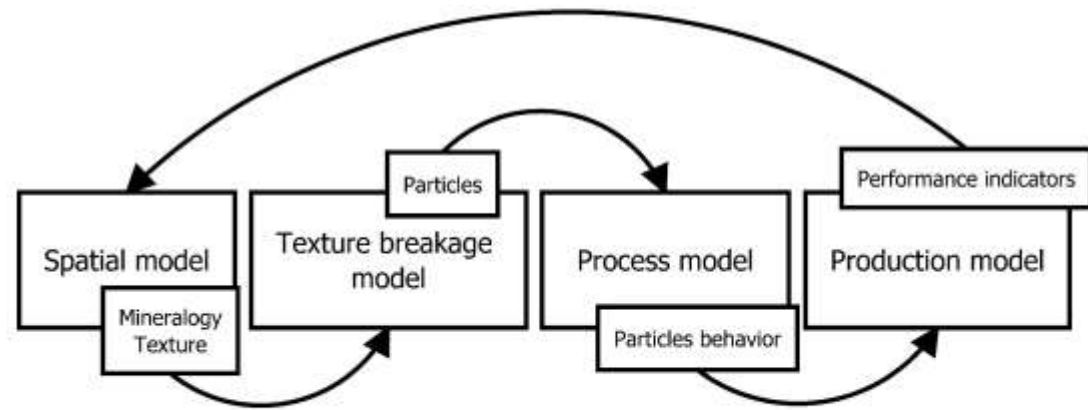 Spatial model
Mineralogy
Texture
Texture breakage
model
Particles
Process model
Particles behavior
Production model
Performance indicators